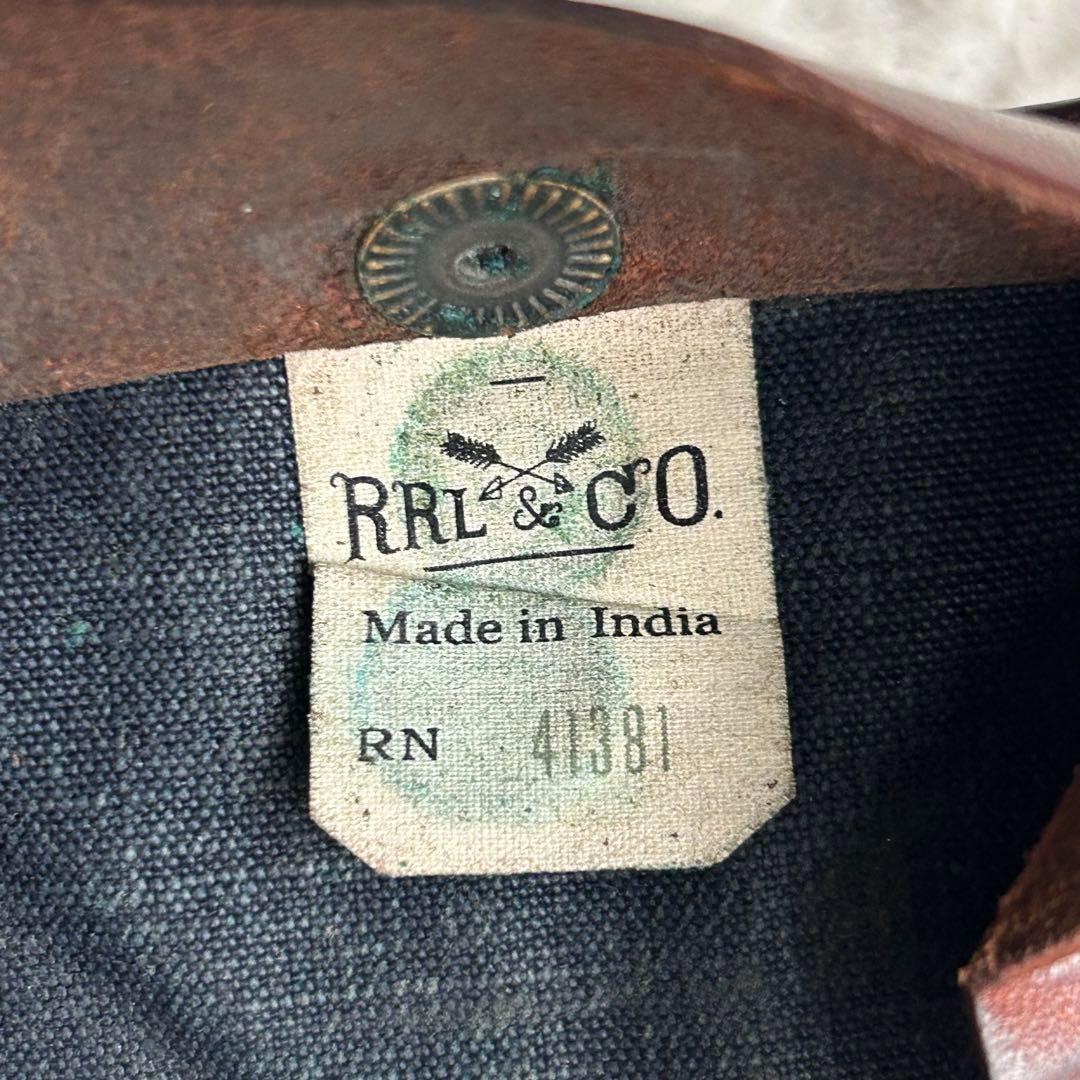 RRL & CO.
Made in India
RN 41381